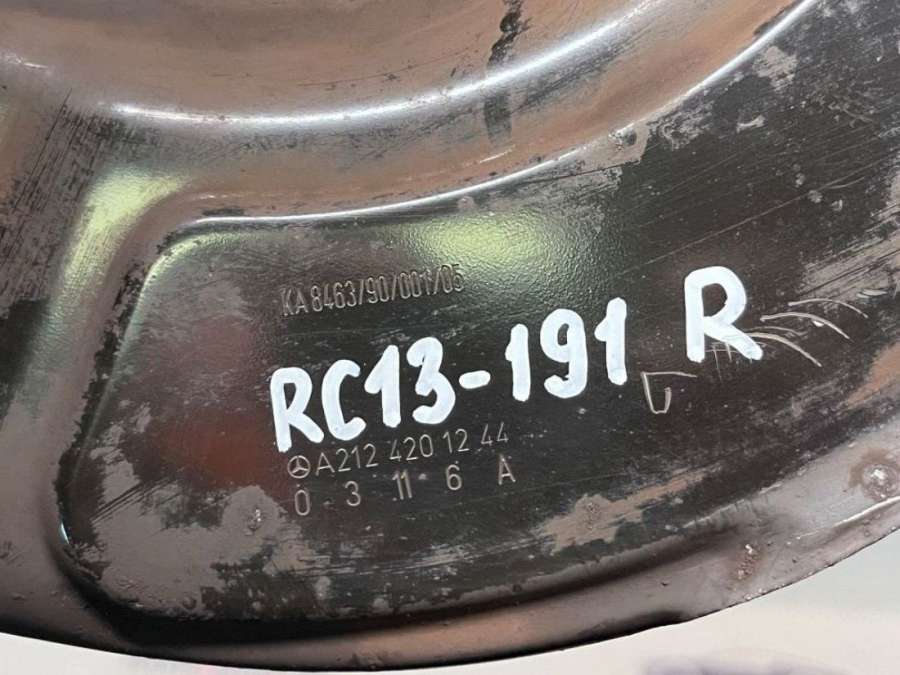 KA 8463/90/001/05
RC13-191 R
A212 420 12 44
0 3 11 6 A